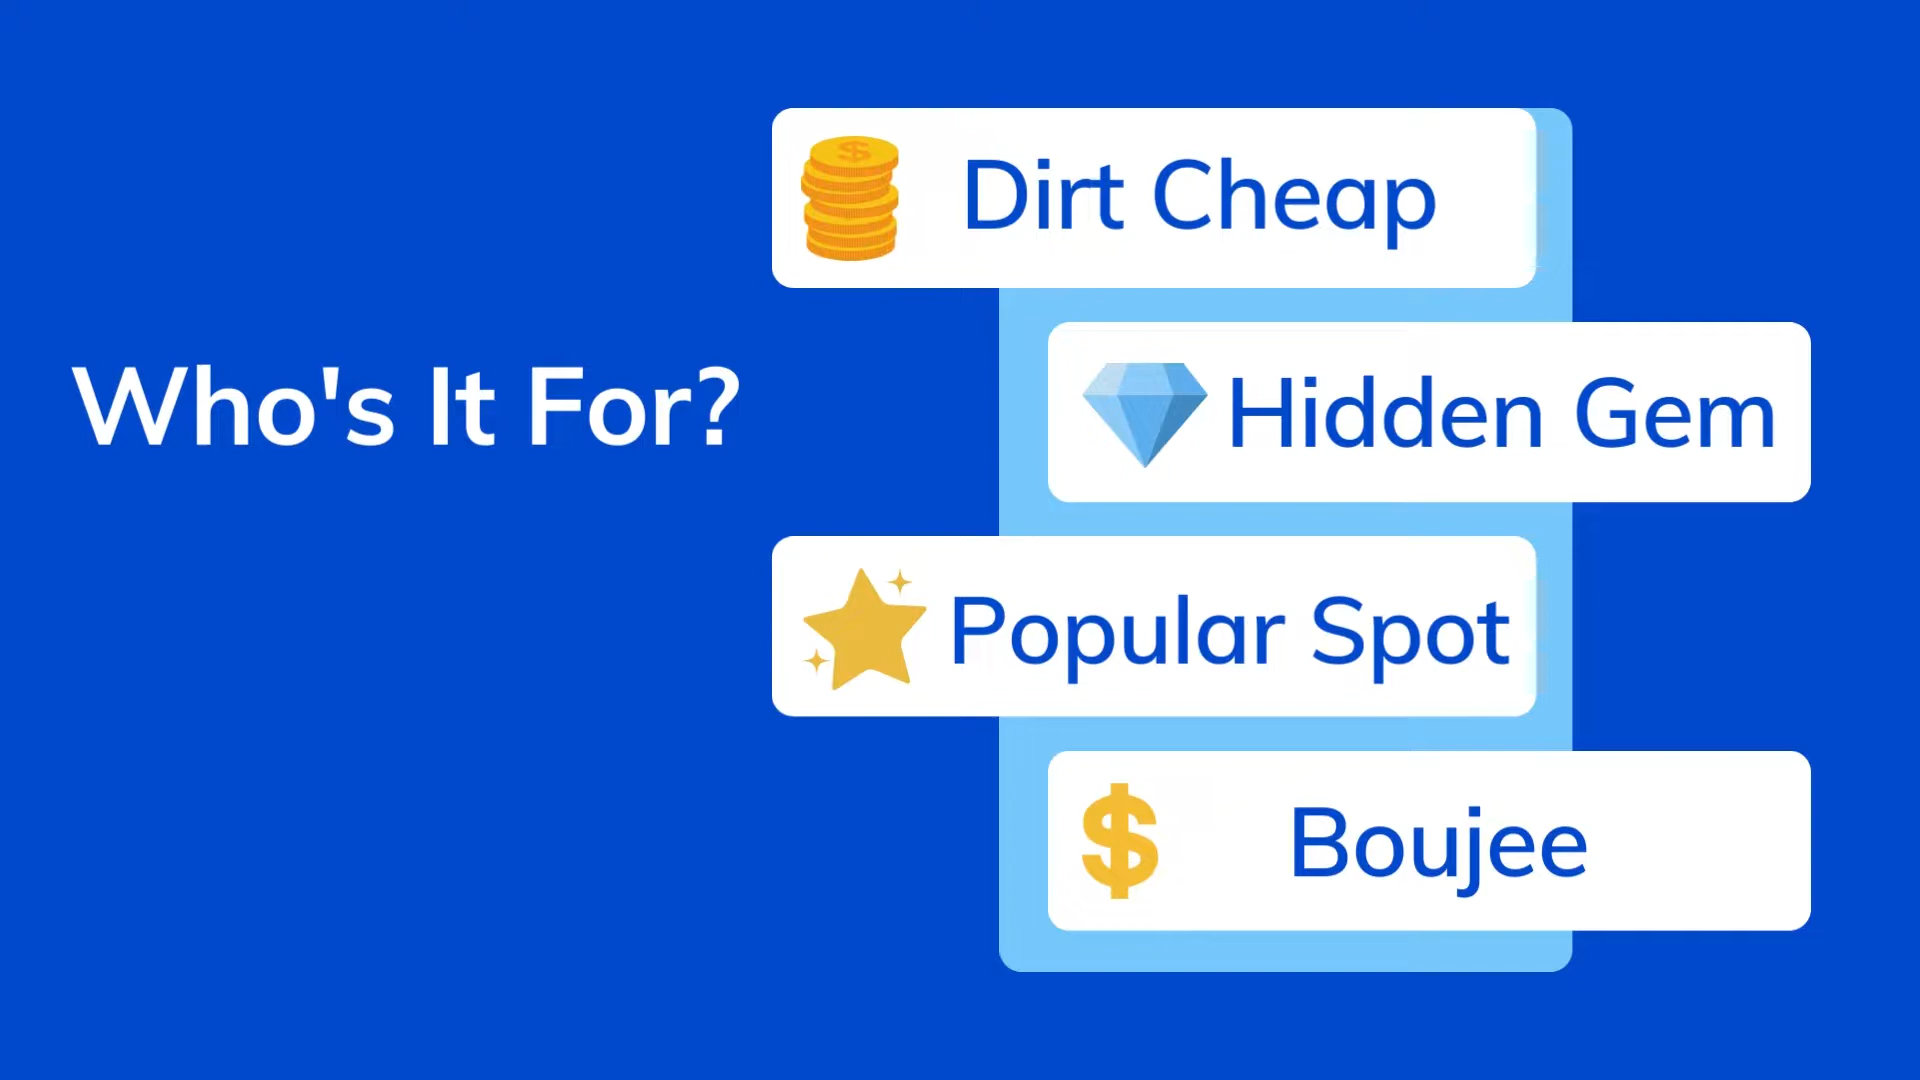 Who's It For?
Dirt Cheap
Hidden Gem
Popular Spot
Boujee